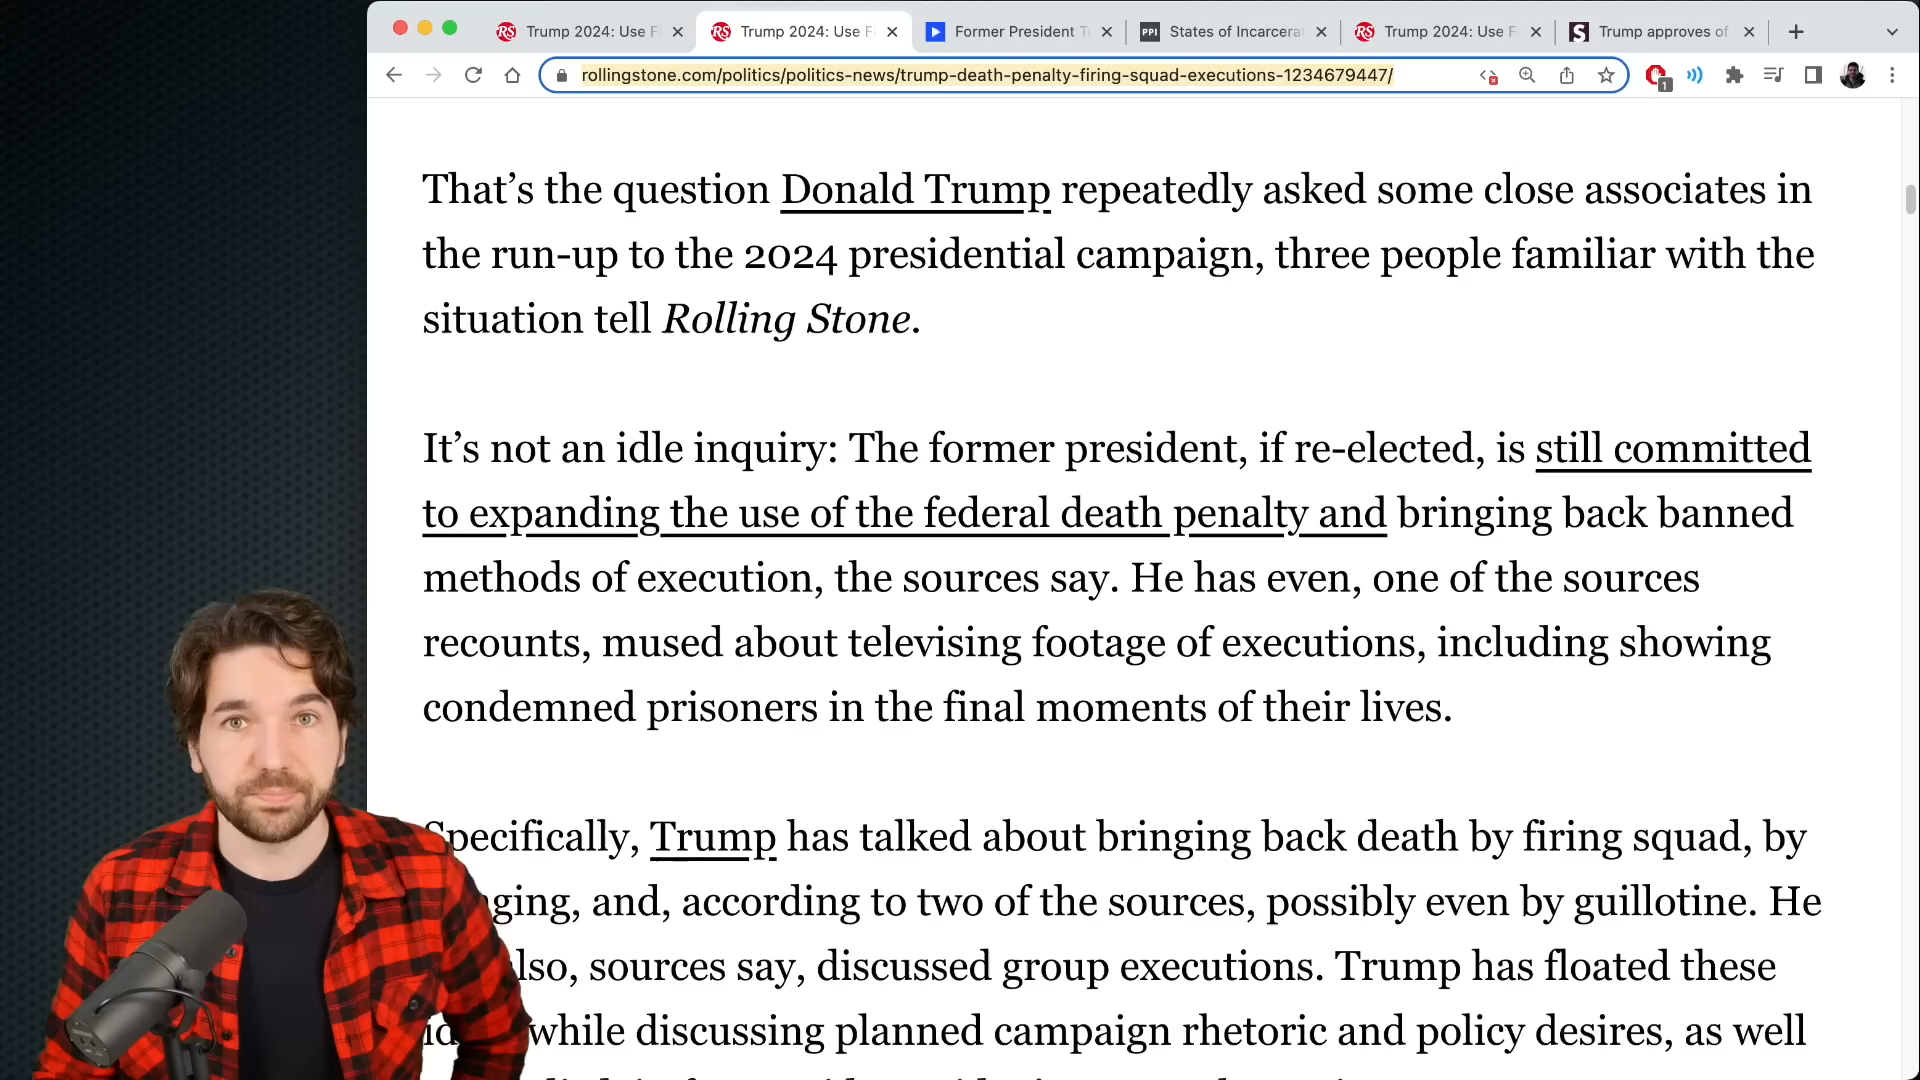 Trump 2024: Use F
Trump 2024: Use F
Former President T
PPI
States of Incarcera
Trump 2024: Use F
Trump approves of
rollingstone.com/politics/politics-news/trump-death-penalty-firing-squad-executions-1234679447/
1
That’s the question Donald Trump repeatedly asked some close associates in
the run-up to the 2024 presidential campaign, three people familiar with the
situation tell Rolling Stone.
It’s not an idle inquiry: The former president, if re-elected, is still committed
to expanding the use of the federal death penalty and bringing back banned
methods of execution, the sources say. He has even, one of the sources
recounts, mused about televising footage of executions, including showing
condemned prisoners in the final moments of their lives.
Specifically, Trump has talked about bringing back death by firing squad, by
ging, and, according to two of the sources, possibly even by guillotine. He
lso, sources say, discussed group executions. Trump has floated these
while discussing planned campaign rhetoric and policy desires, as well